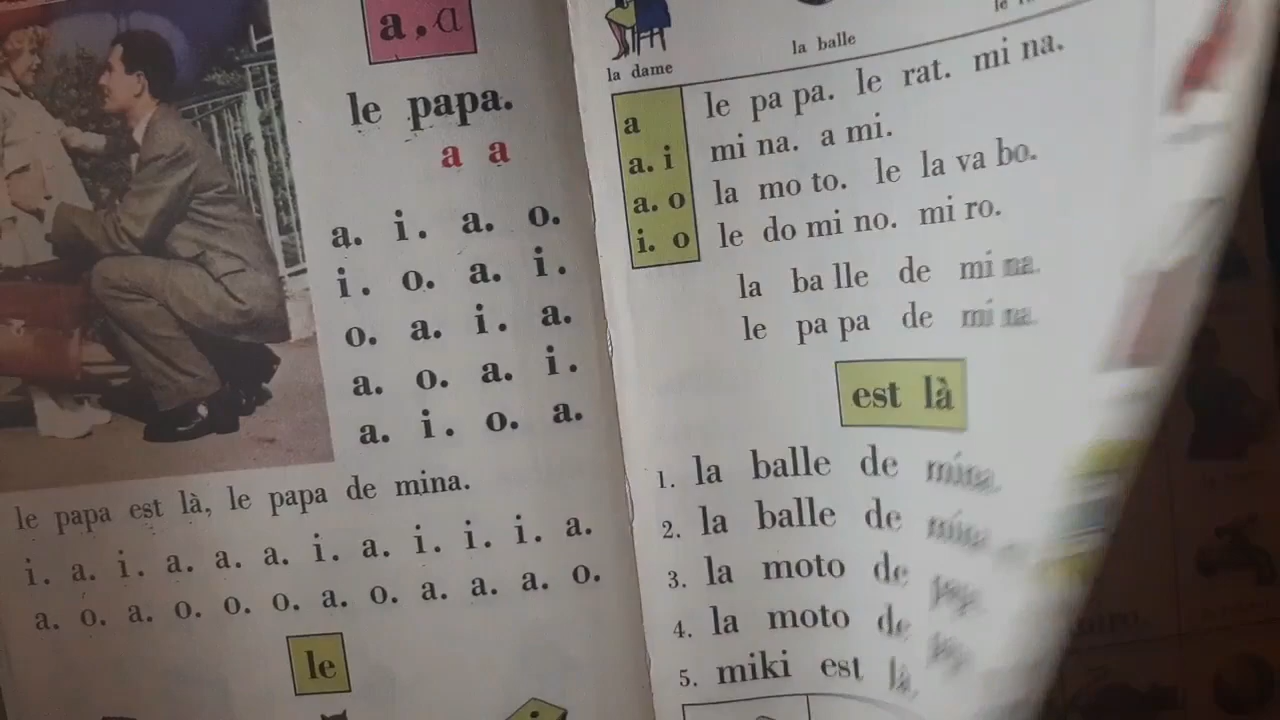 a, a
le papa.
a a
a. i. a. o.
i. o. a. i.
o. a. i. a.
a. o. a. i.
a. i. o. a.
le papa est là, le papa de mina.
i. a. i. a. a. a. i. a. i. i. i. a.
a. o. a. o. o. o. a. o. a. a. a. o.
le
la dame
la balle
le
a
le pa pa. le rat. mi na.
a. i
mi na. a mi.
a. o
la mo to. le la va bo.
i. o
le do mi no. mi ro.
la ba lle de mi na.
le pa pa de mi na.
est là
1. la balle de mina.
2. la balle de mina
3. la moto de
4. la moto de
5. miki est là,